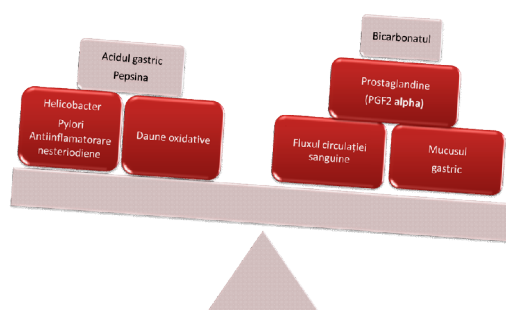 Acidul gastric
Pepsina
Helicobacter
Pylori
Antiinflamatorare
nesteriodiene
Daune oxidative
Bicarbonatul
Prostaglandine
(PGF2 alpha)
Fluxul circulației
sanguine
Mucusul
gastric